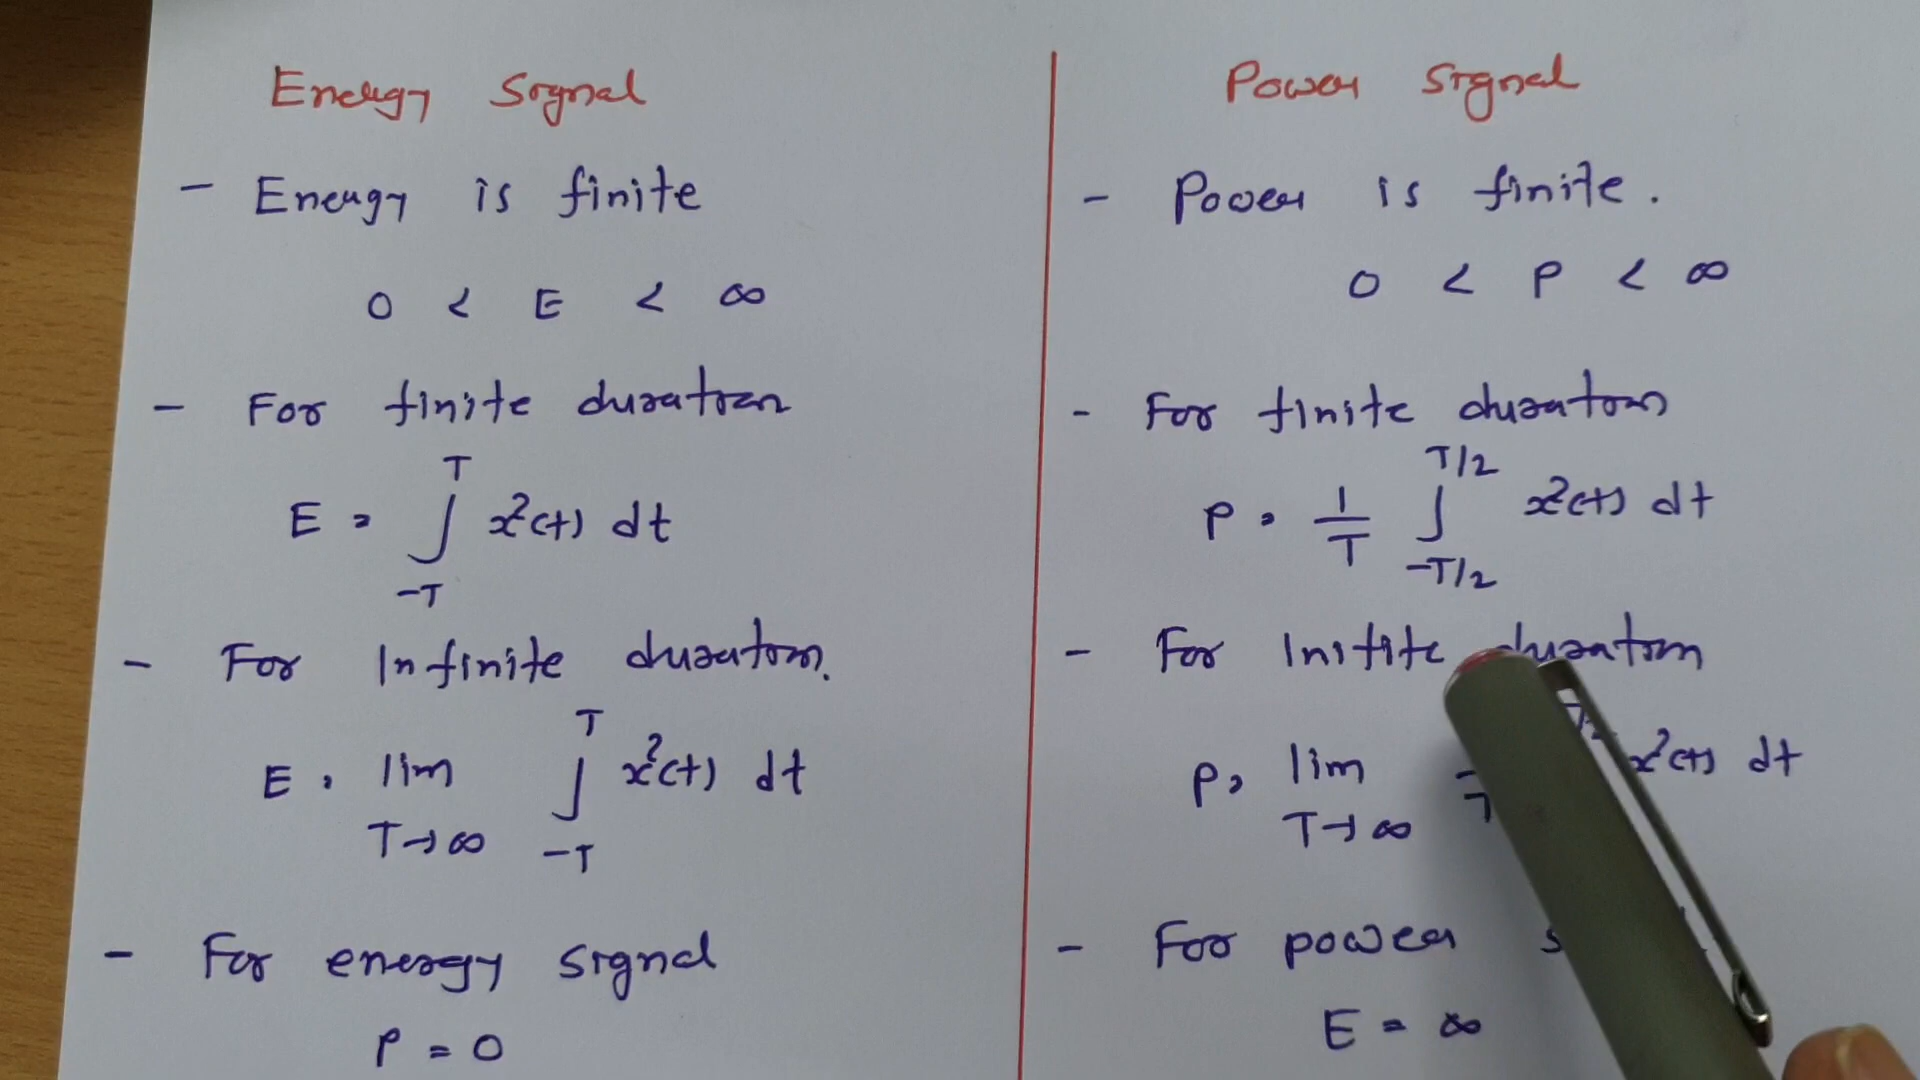 Energy Signal
- Energy is finite
0 < E < ∞
- For finite duration
T
E = ∫ x²(t) dt
-T
- For Infinite duration.
T
E = lim ∫ x²(t) dt
T→∞ -T
- For energy signal
P = 0
Power Signal
- Power is finite.
0 < P < ∞
- For finite duration
T/2
P = 1/T ∫ x²(t) dt
-T/2
- For Initite duration
P = lim x²(t) dt
T→∞
- For power
E = ∞